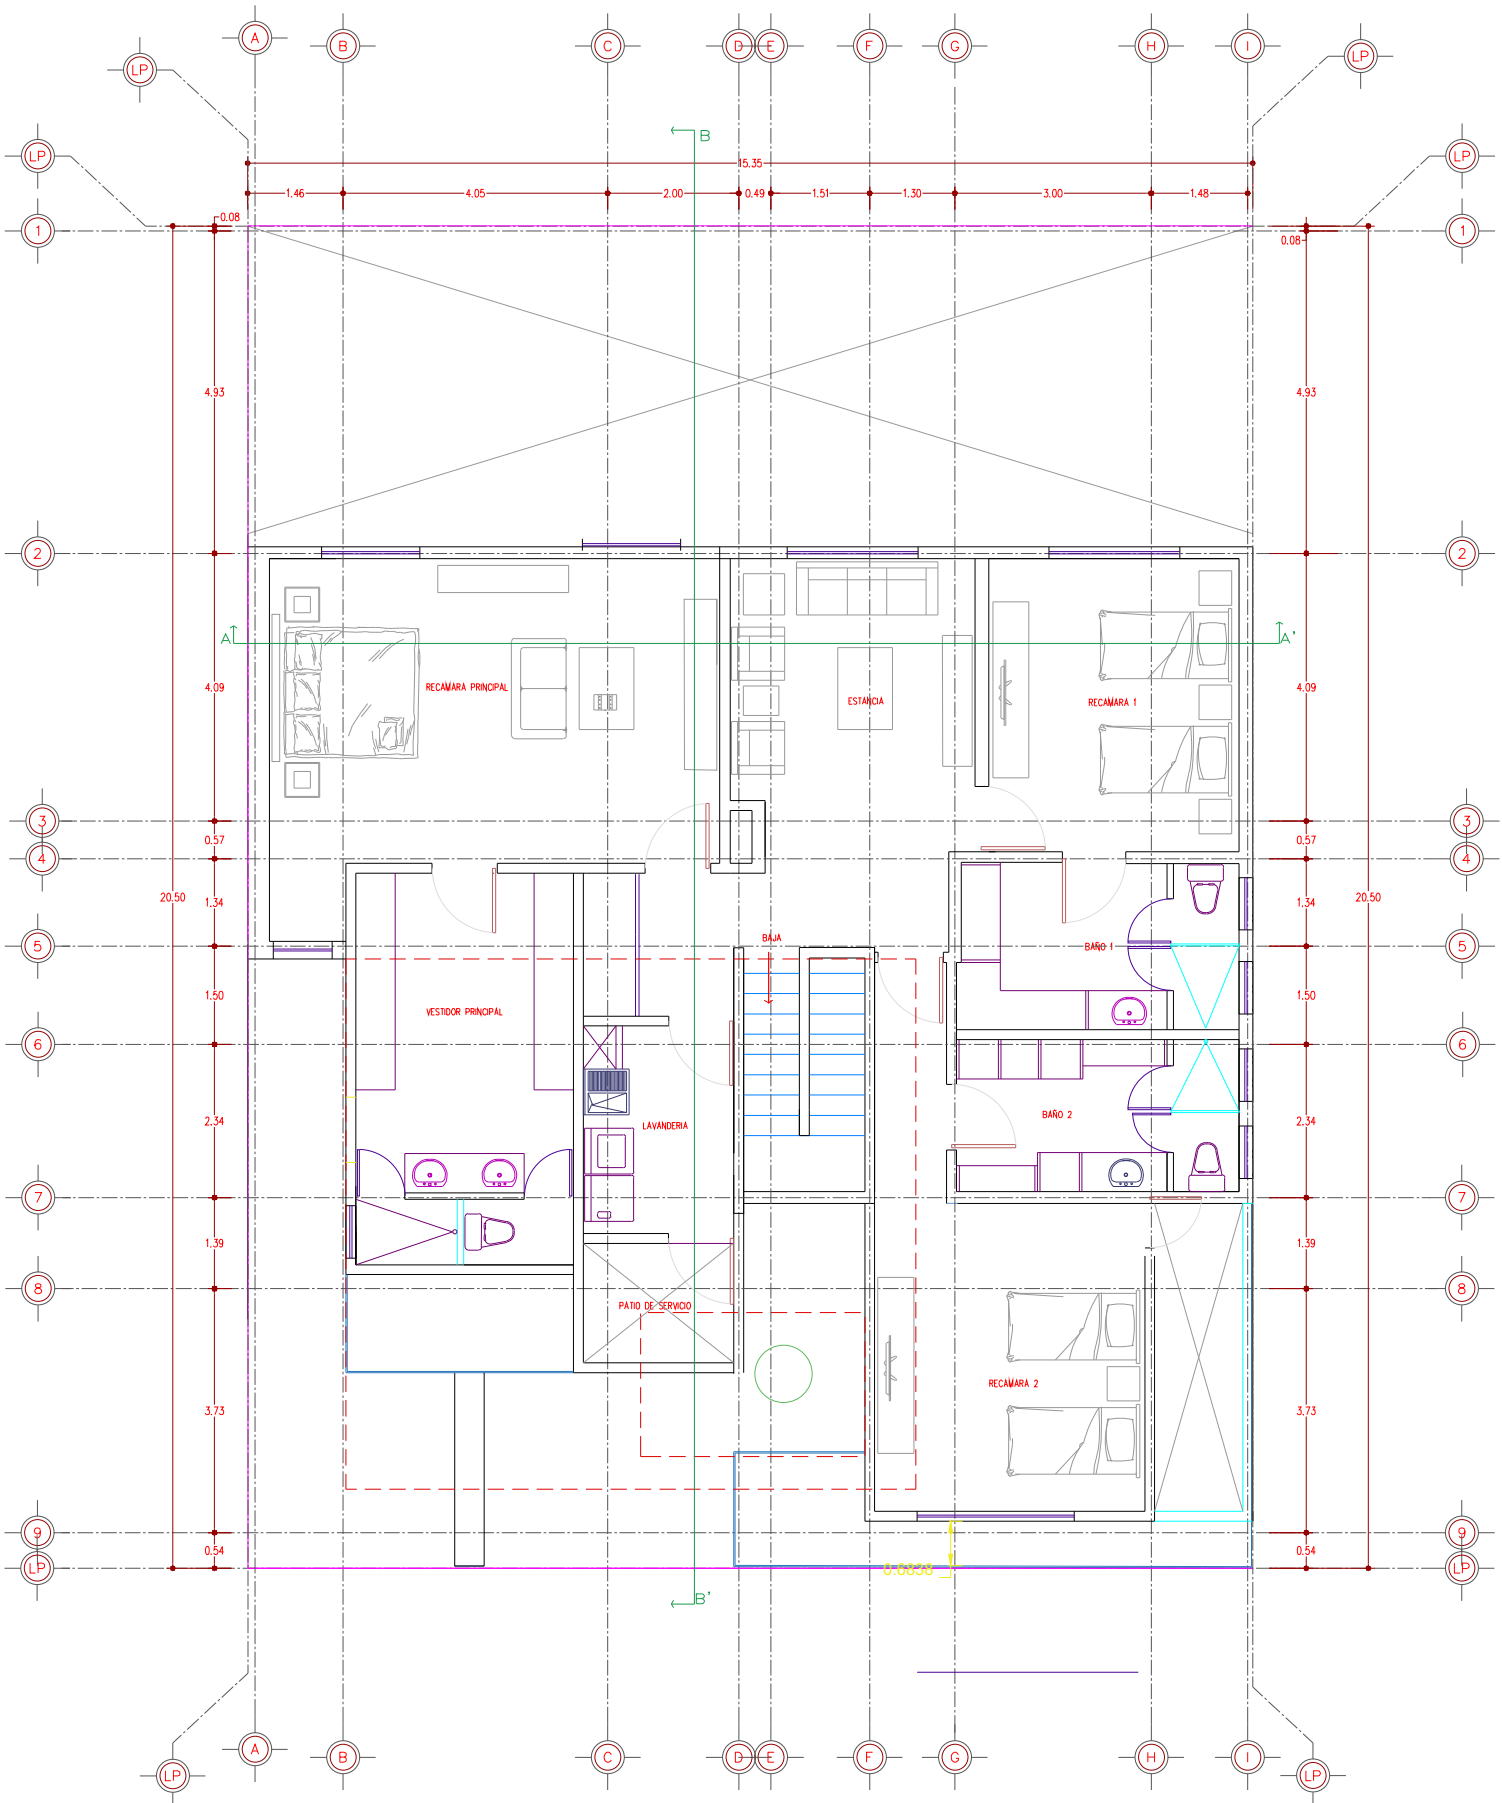 A
B
C
D
E
F
G
H
I
LP
LP
LP
LP
B
15.35
1.46
4.05
2.00
0.49
1.51
1.30
3.00
1.48
0.08
0.08
1
1
4.93
4.93
2
2
A
A'
4.09
4.09
RECAMARA PRINCIPAL
ESTANCIA
RECAMARA 1
3
3
0.57
0.57
4
4
20.50
20.50
1.34
1.34
BAJA
BAÑO 1
5
5
1.50
1.50
VESTIDOR PRINCIPAL
6
6
2.34
2.34
LAVANDERIA
BAÑO 2
7
7
1.39
1.39
8
8
PATIO DE SERVICIO
RECAMARA 2
3.73
3.73
9
9
0.54
0.54
LP
LP
0.6838
B'
A
B
C
D
E
F
G
H
I
LP
LP